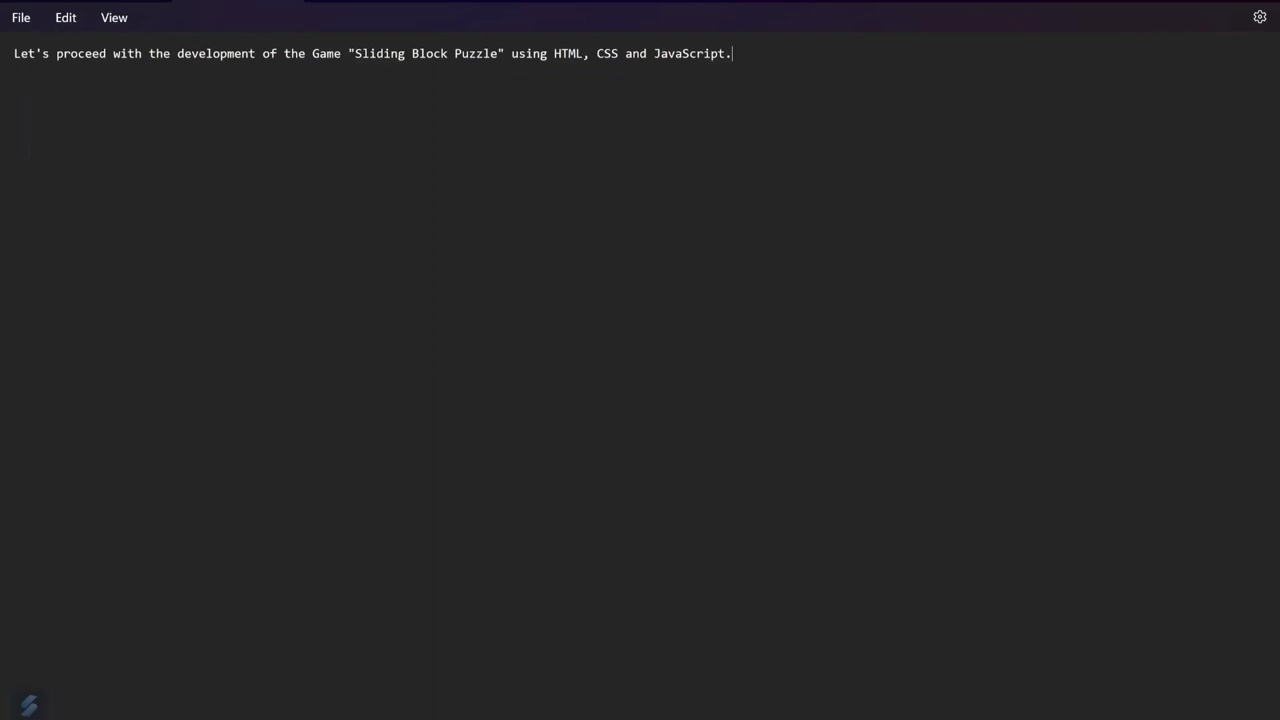 File Edit View
Let's proceed with the development of the Game "Sliding Block Puzzle" using HTML, CSS and JavaScript.